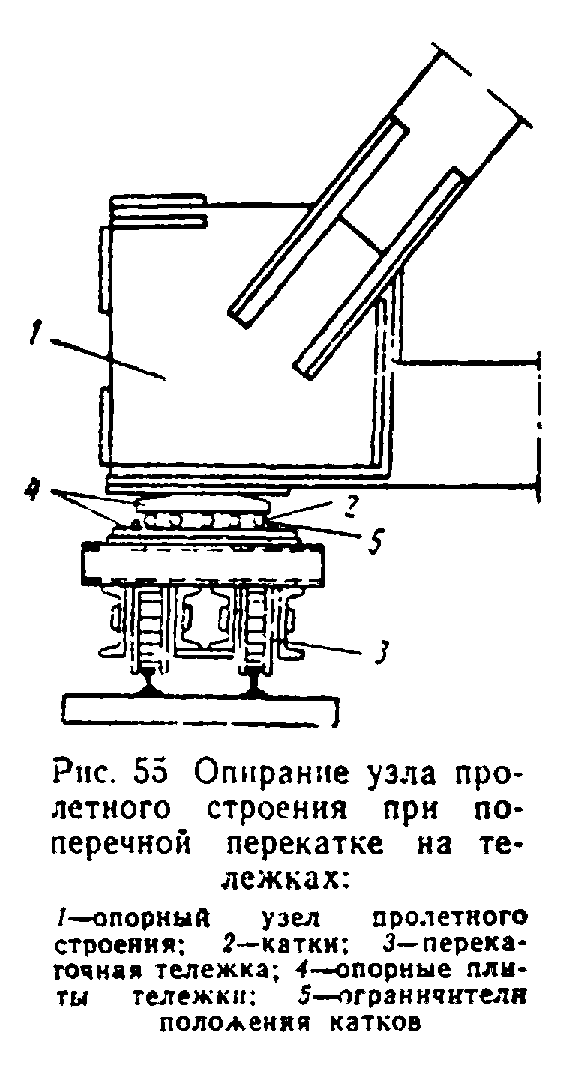 1
4
2
5
3
Рис. 55 Опирание узла про-
летного строения при по-
перечной перекатке на те-
лежках:
1—опорный узел пролетного
строения; 2—катки; 3—перека-
точная тележка; 4—опорные пли-
ты тележки; 5—ограничители
положения катков